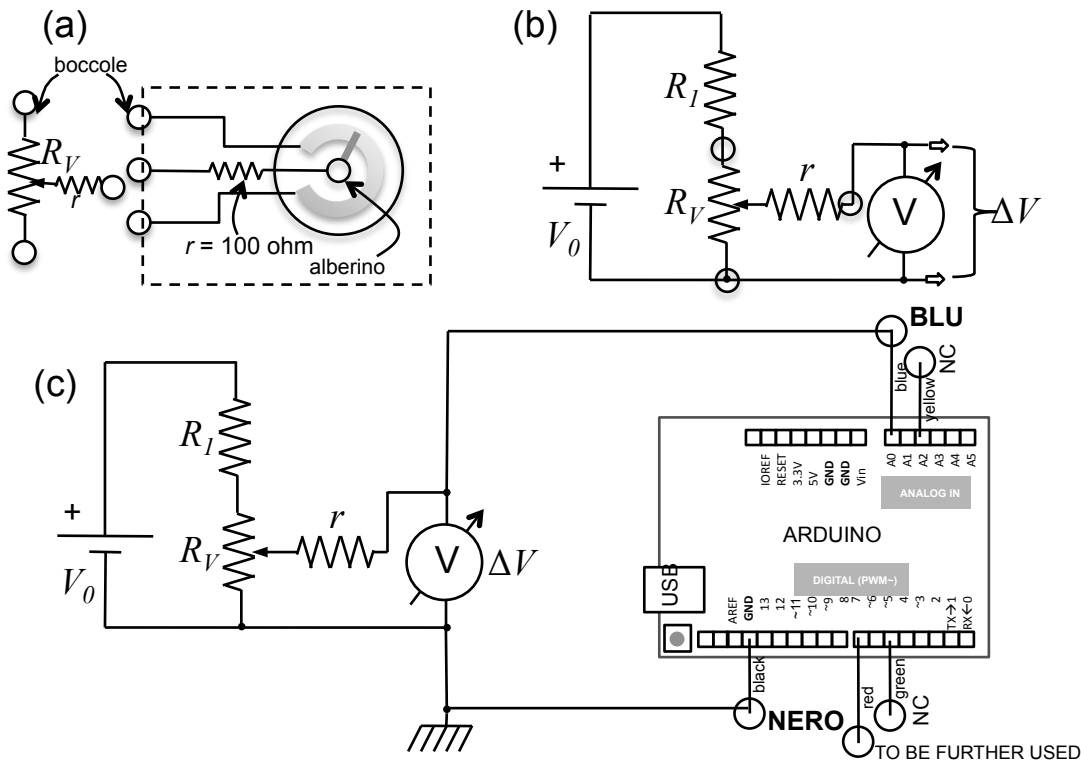 (a)
boccole
R_V
r
r = 100 ohm
alberino
(b)
+
V_0
R_1
R_V
r
V
ΔV
(c)
+
V_0
R_1
R_V
r
V
ΔV
BLU
NC
blue
yellow
IOREF
RESET
3.3V
5V
GND
GND
Vin
A0
A1
A2
A3
A4
A5
ANALOG IN
ARDUINO
USB
DIGITAL (PWM~)
AREF
GND
13
12
~11
~10
~9
8
7
~6
~5
4
~3
2
TX→1
RX←0
black
red
green
NERO
NC
TO BE FURTHER USED